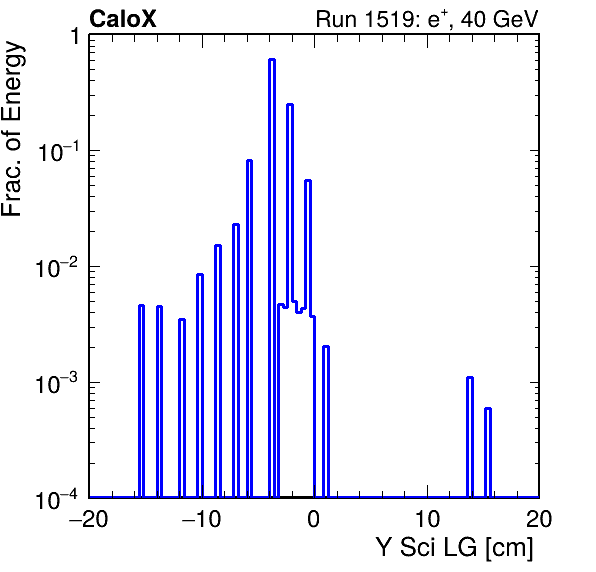 CaloX Run 1519: e⁺, 40 GeV
Frac. of Energy
1
10⁻¹
10⁻²
10⁻³
10⁻⁴
−20 −10 0 10 20
Y Sci LG [cm]